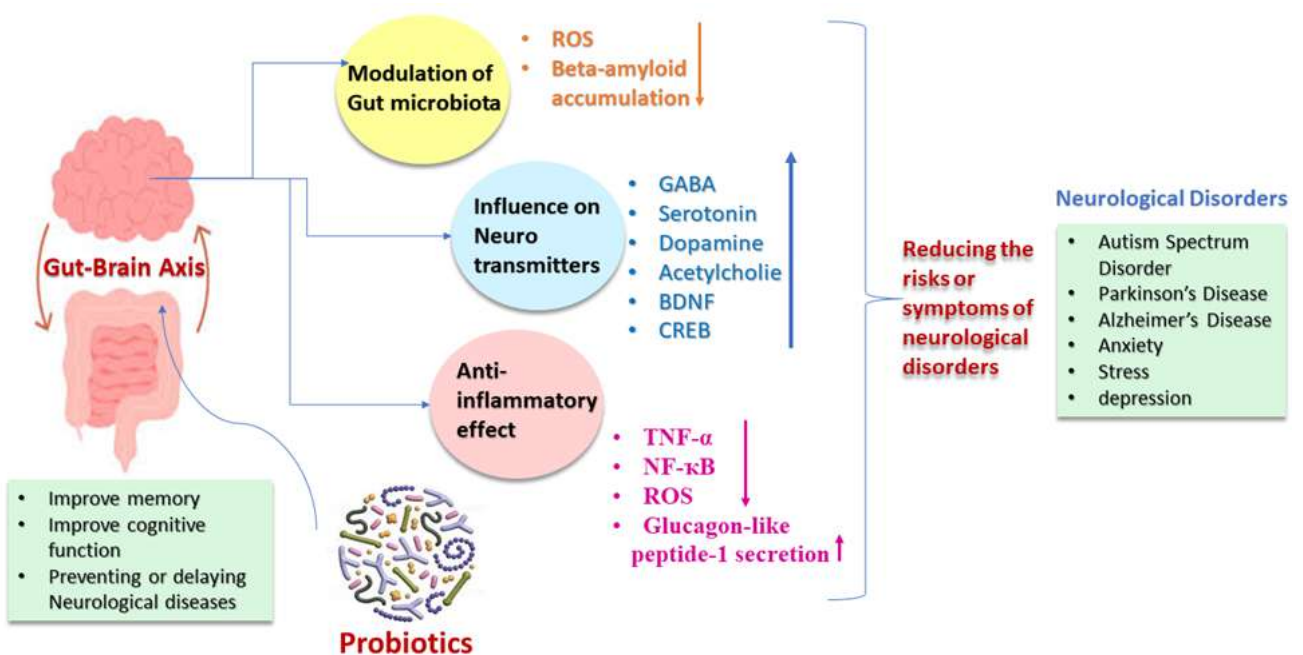 Modulation of
Gut microbiota
• ROS
• Beta-amyloid
accumulation
Influence on
Neuro
transmitters
• GABA
• Serotonin
• Dopamine
• Acetylcholie
• BDNF
• CREB
Anti-
inflammatory
effect
• TNF-α
• NF-κB
• ROS
• Glucagon-like
peptide-1 secretion
Gut-Brain Axis
• Improve memory
• Improve cognitive
function
• Preventing or delaying
Neurological diseases
Probiotics
Reducing the
risks or
symptoms of
neurological
disorders
Neurological Disorders
• Autism Spectrum
Disorder
• Parkinson’s Disease
• Alzheimer’s Disease
• Anxiety
• Stress
• depression